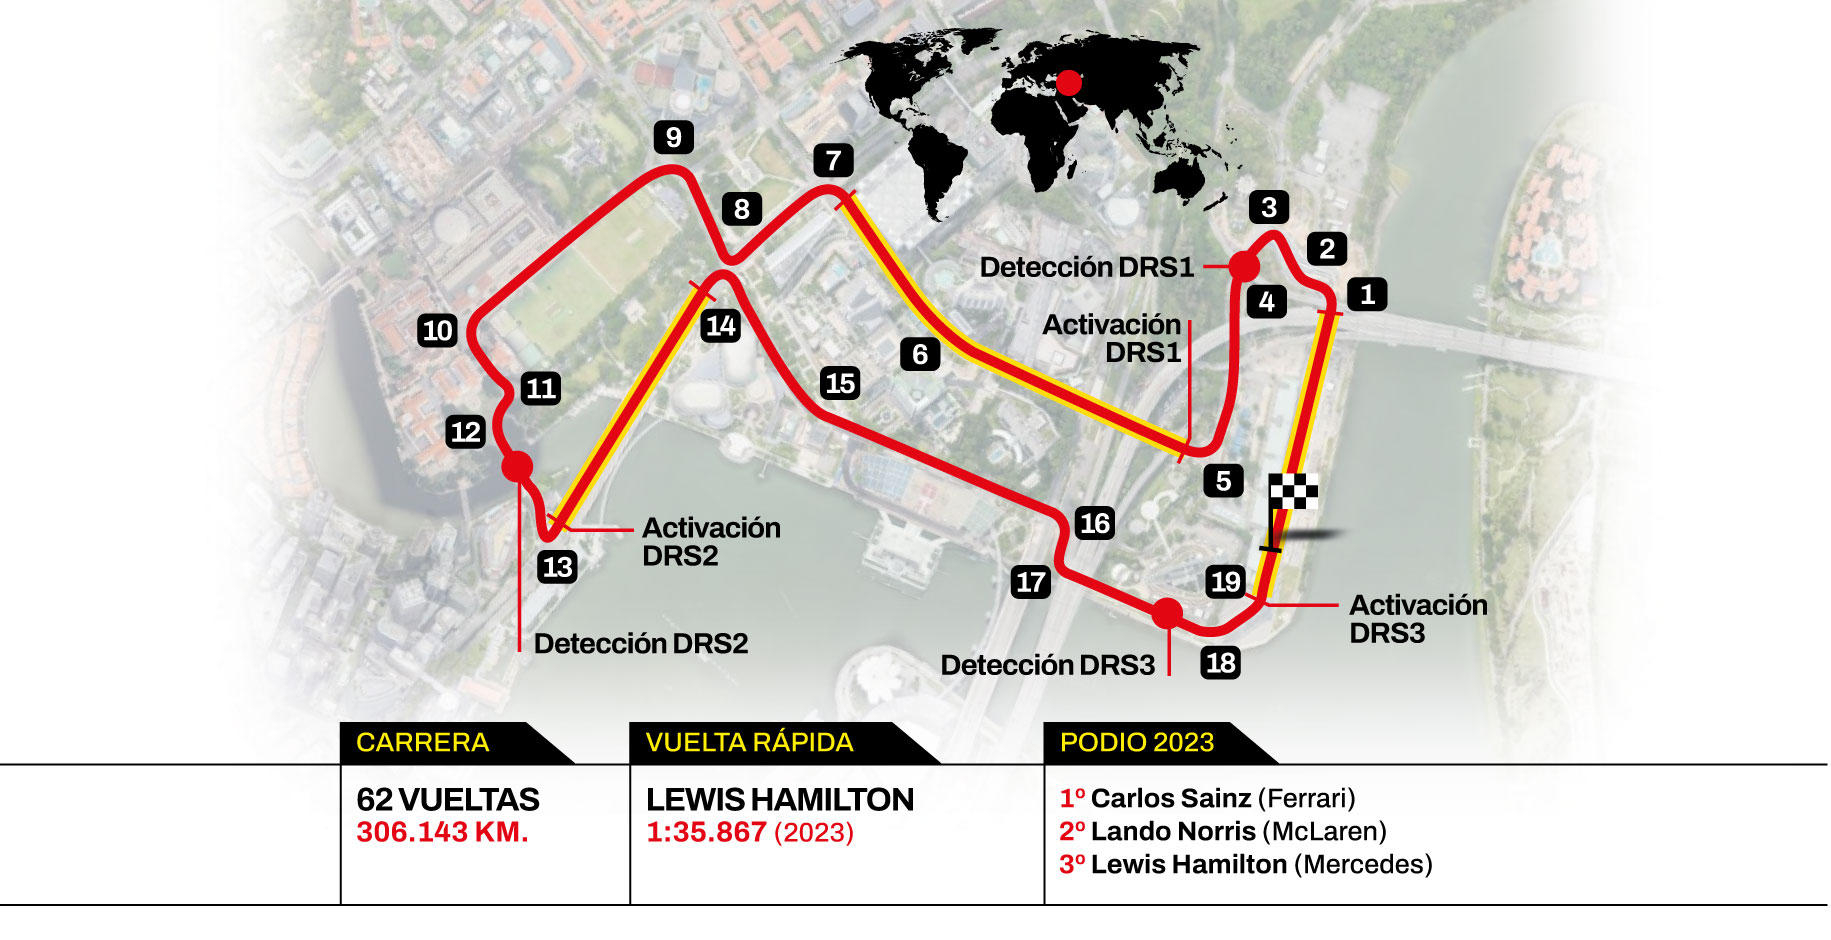 9
7
8
3
2
Detección DRS1
1
4
Activación
DRS1
10
14
6
11
15
12
5
16
Activación
DRS2
13
17
19
Activación
DRS3
Detección DRS2
Detección DRS3
18
CARRERA
62 VUELTAS
306.143 KM.
VUELTA RÁPIDA
LEWIS HAMILTON
1:35.867 (2023)
PODIO 2023
1º Carlos Sainz (Ferrari)
2º Lando Norris (McLaren)
3º Lewis Hamilton (Mercedes)